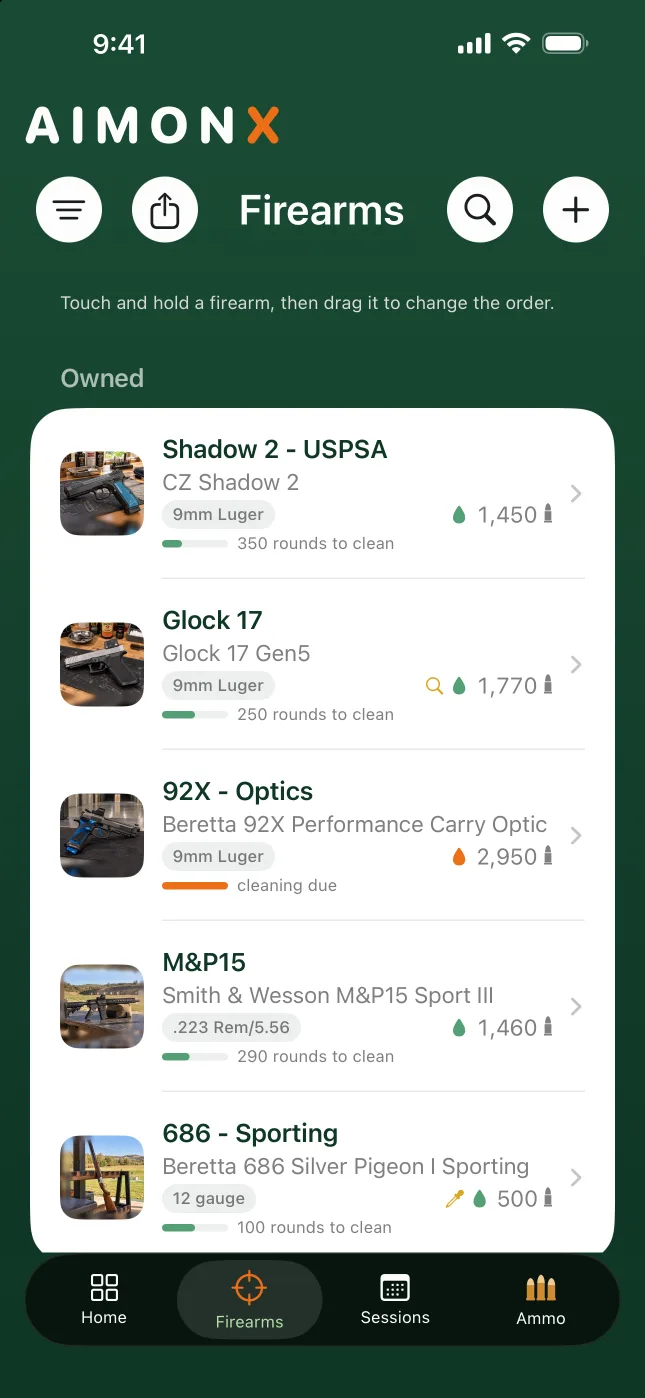 9:41
AIMONX
Firearms
Touch and hold a firearm, then drag it to change the order.
Owned
Shadow 2 - USPSA
CZ Shadow 2
9mm Luger
1,450
350 rounds to clean
Glock 17
Glock 17 Gen5
9mm Luger
1,770
250 rounds to clean
92X - Optics
Beretta 92X Performance Carry Optic
9mm Luger
2,950
cleaning due
M&P15
Smith & Wesson M&P15 Sport III
.223 Rem/5.56
1,460
290 rounds to clean
686 - Sporting
Beretta 686 Silver Pigeon I Sporting
12 gauge
500
100 rounds to clean
Home
Firearms
Sessions
Ammo